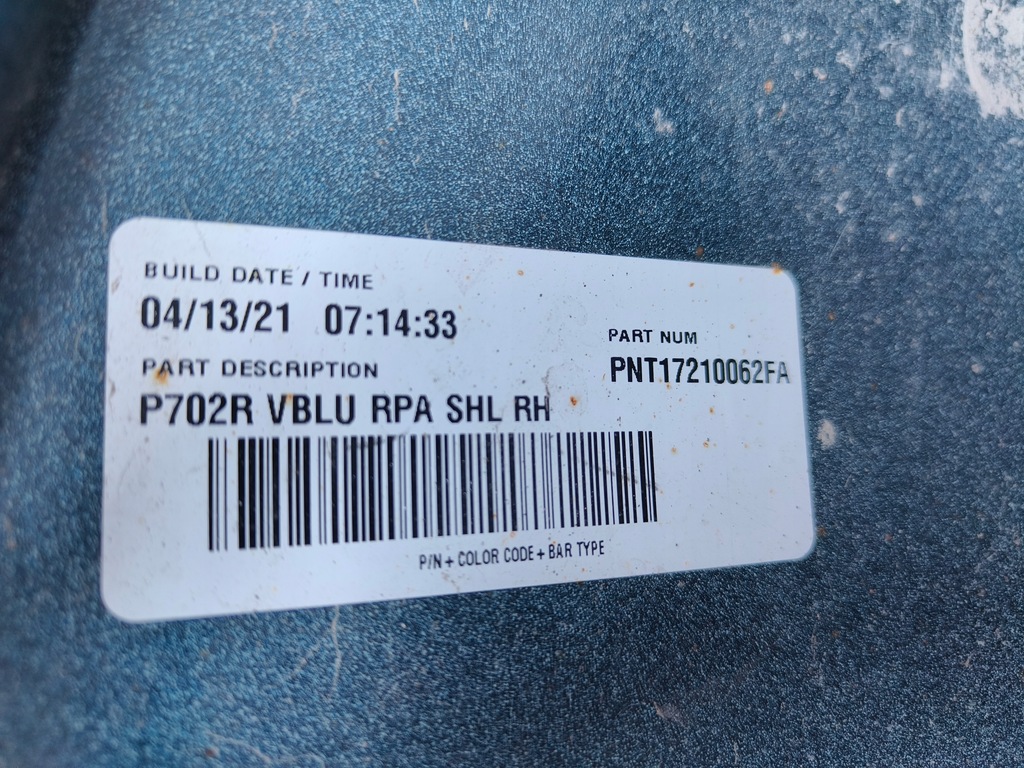 BUILD DATE / TIME
04/13/21 07:14:33
PART NUM
PNT17210062FA
PART DESCRIPTION
P702R VBLU RPA SHL RH
P/N + COLOR CODE + BAR TYPE